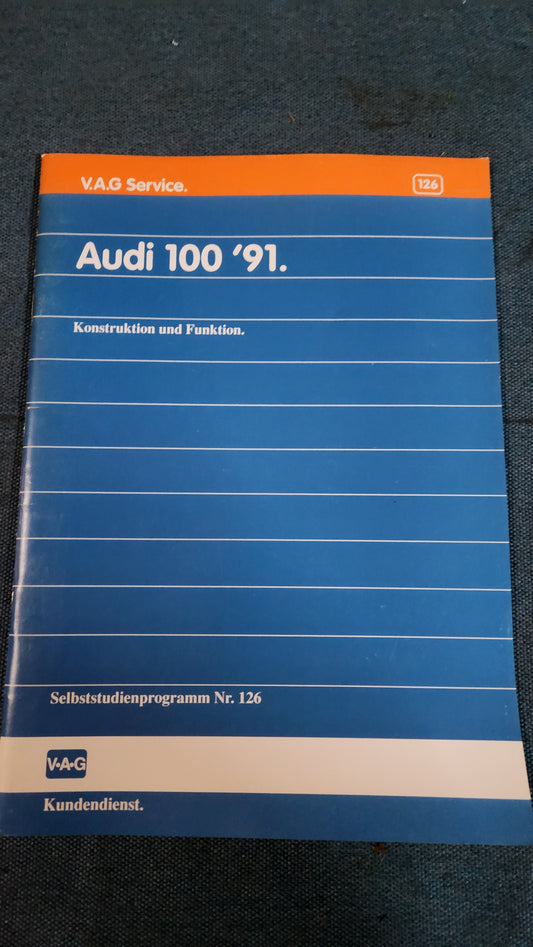 V.A.G Service.
126
Audi 100 '91.
Konstruktion und Funktion.
Selbststudienprogramm Nr. 126
V•A•G
Kundendienst.